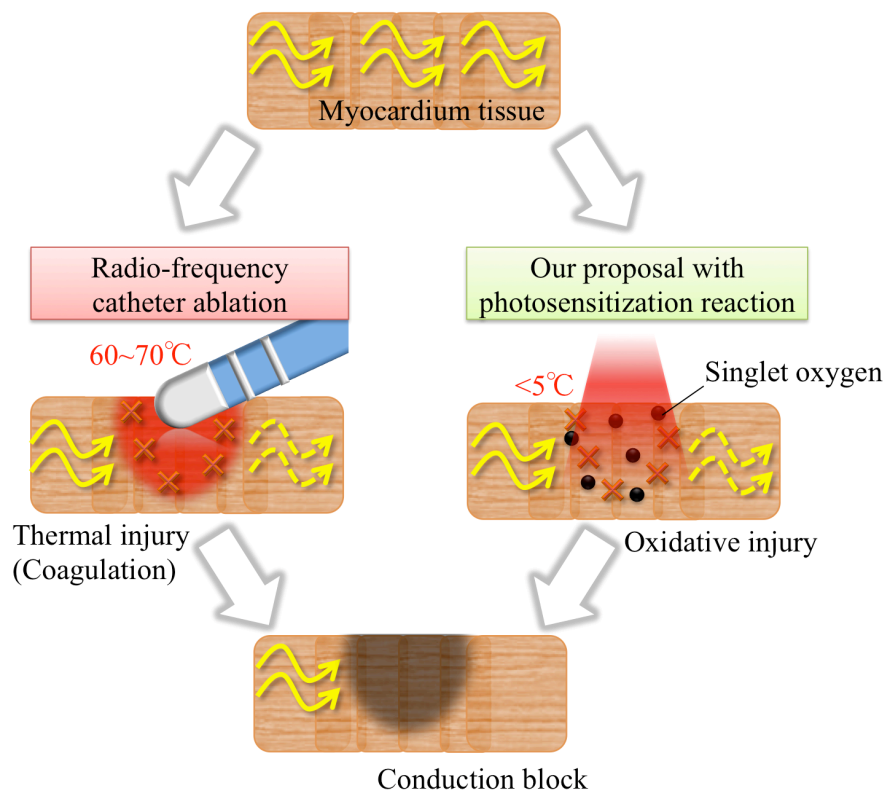 Myocardium tissue
Radio-frequency
catheter ablation
Our proposal with
photosensitization reaction
60~70℃
<5℃
Singlet oxygen
Thermal injury
(Coagulation)
Oxidative injury
Conduction block